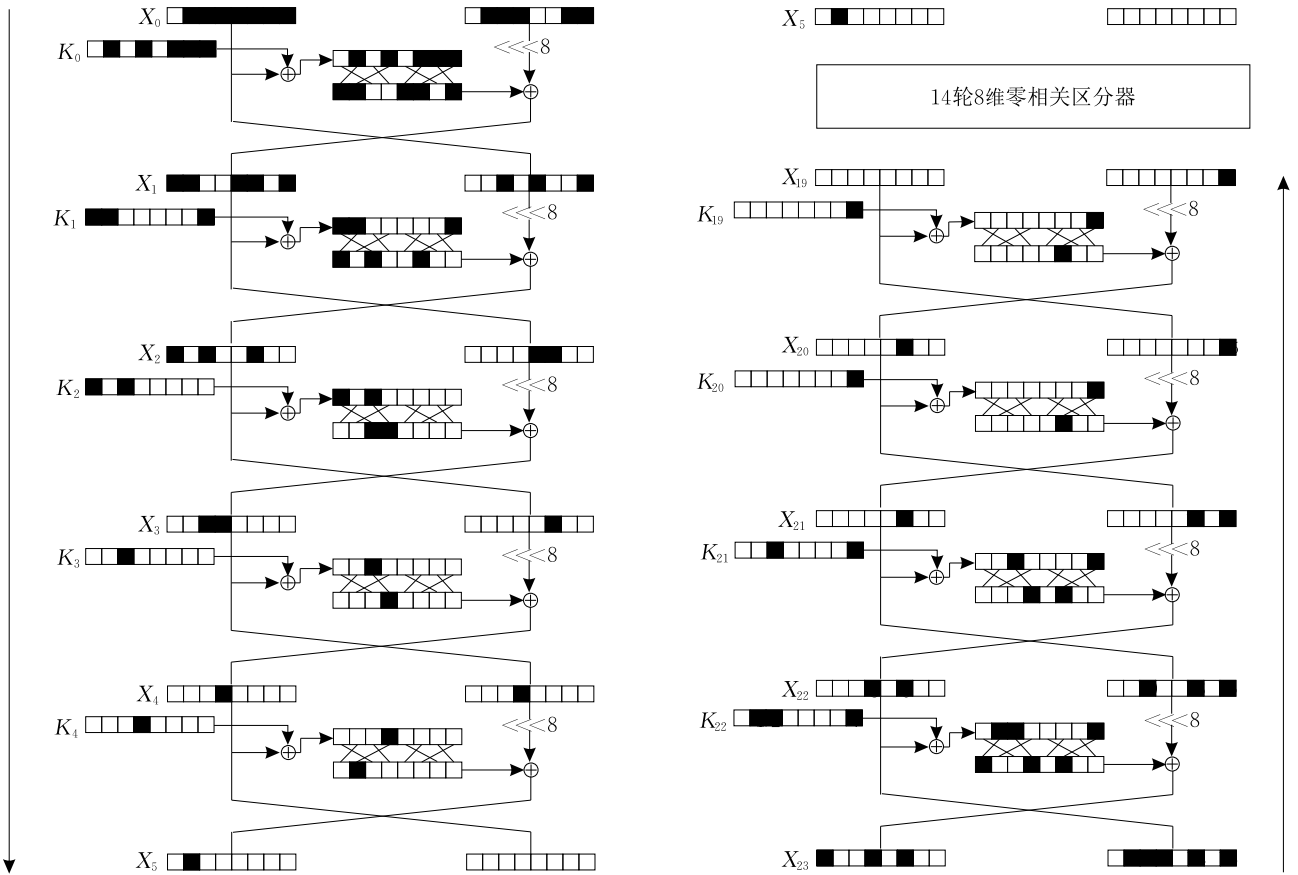 X₀
K₀
<<<8
X₁
K₁
<<<8
X₂
K₂
<<<8
X₃
K₃
<<<8
X₄
K₄
<<<8
X₅
X₅
14轮8维零相关区分器
X₁₉
K₁₉
<<<8
X₂₀
K₂₀
<<<8
X₂₁
K₂₁
<<<8
X₂₂
K₂₂
<<<8
X₂₃